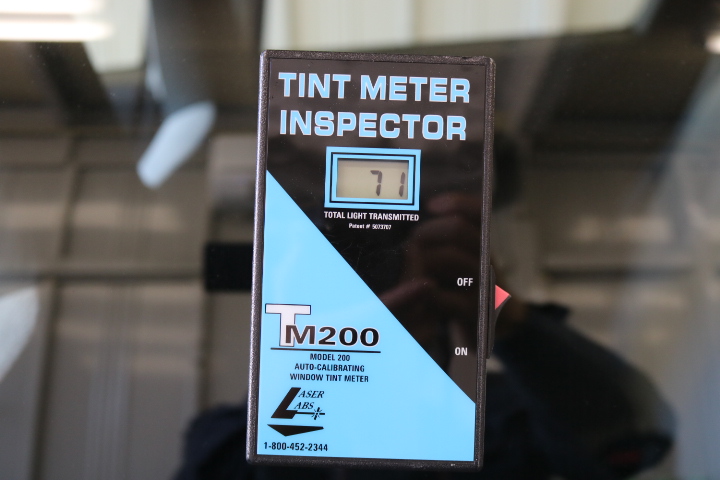 TINT METER
INSPECTOR
71
TOTAL LIGHT TRANSMITTED
Patent # 5073707
OFF
ON
TM200
MODEL 200
AUTO-CALIBRATING
WINDOW TINT METER
LASER
LABS
1-800-452-2344